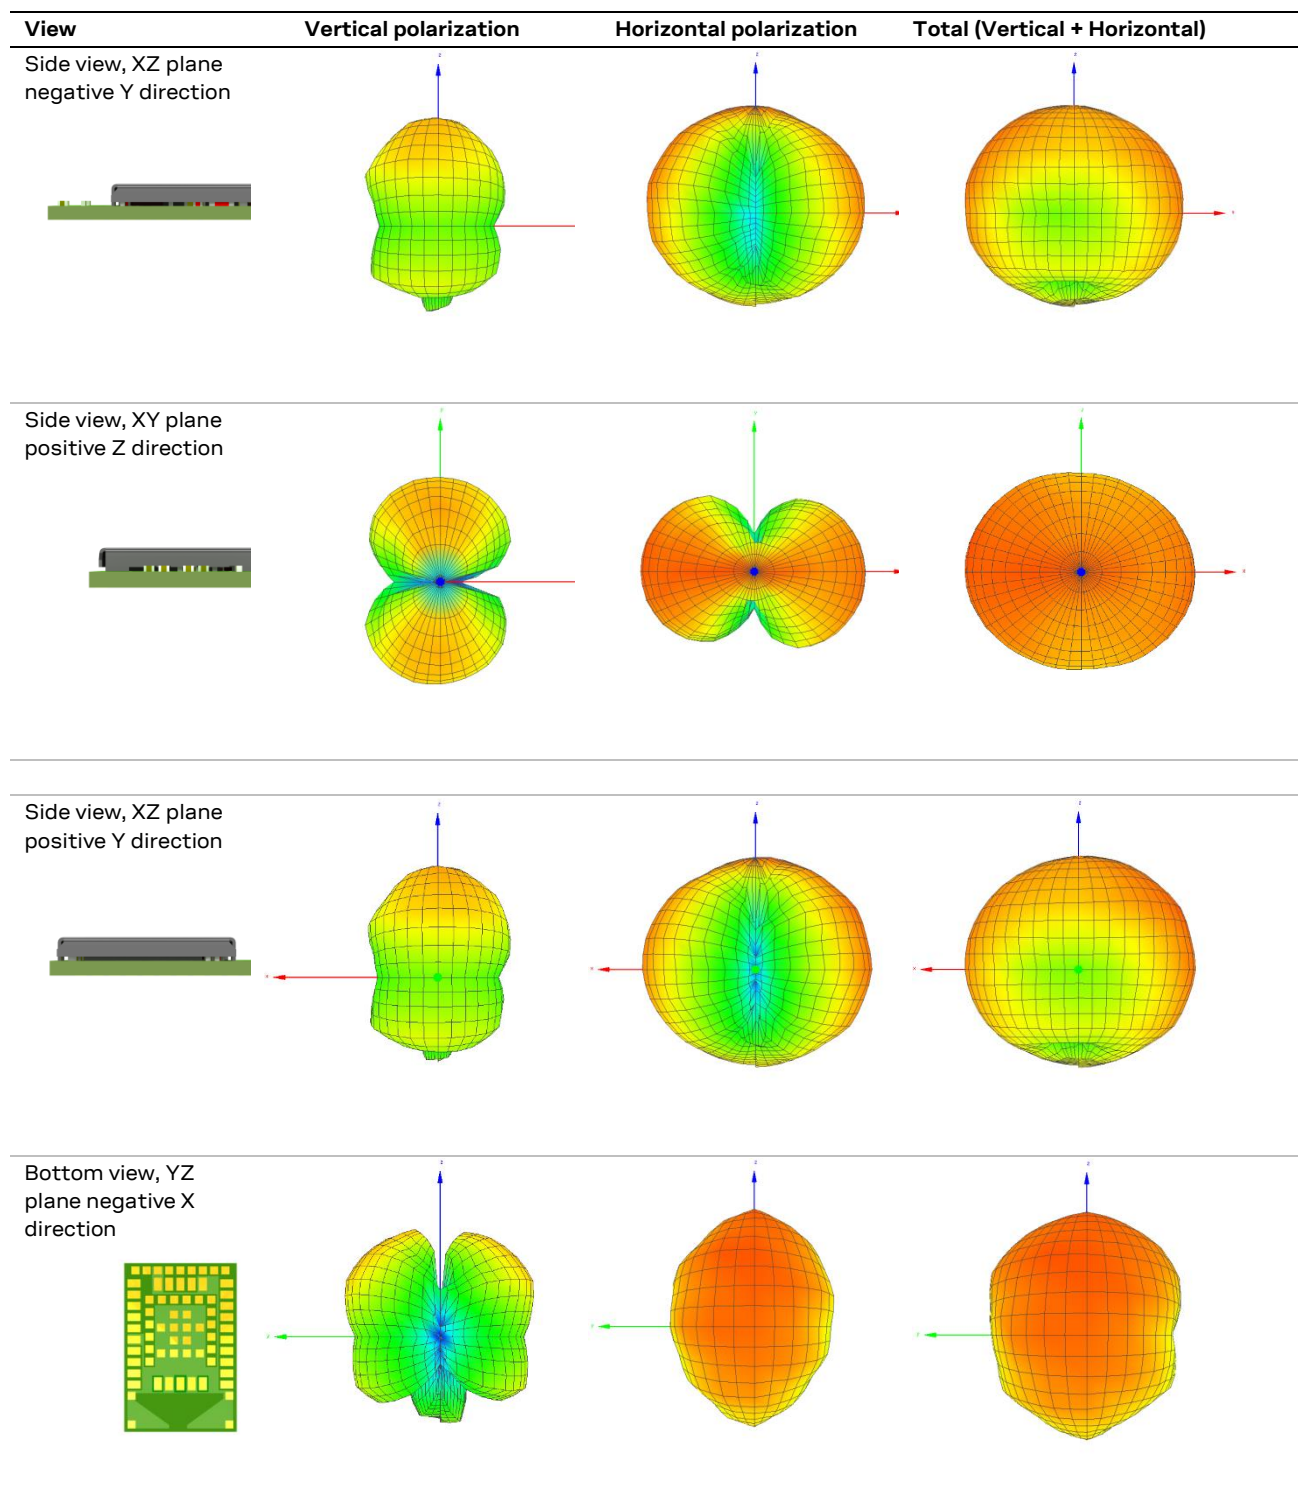 View Vertical polarization Horizontal polarization Total (Vertical + Horizontal)
Side view, XZ plane
negative Y direction
Side view, XY plane
positive Z direction
Side view, XZ plane
positive Y direction
Bottom view, YZ
plane negative X
direction